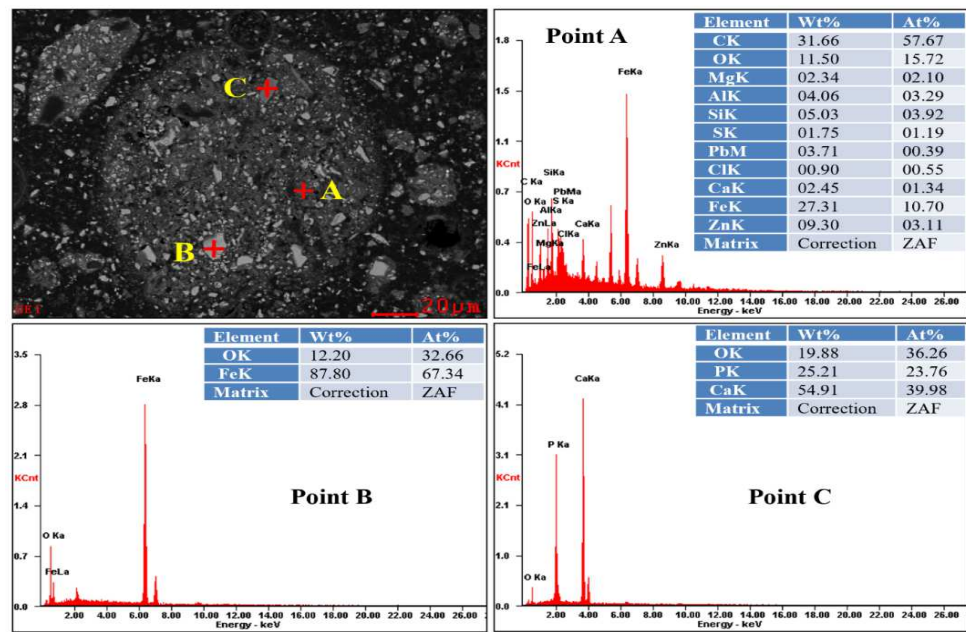 C
A
B
20μm
Point A
Element Wt% At%
CK 31.66 57.67
OK 11.50 15.72
MgK 02.34 02.10
AlK 04.06 03.29
SiK 05.03 03.92
SK 01.75 01.19
PbM 03.71 00.39
ClK 00.90 00.55
CaK 02.45 01.34
FeK 27.31 10.70
ZnK 09.30 03.11
Matrix Correction ZAF
1.8
1.5
1.1
KCnt
0.7
0.4
0.0
FeKa
SiKa
C Ka
PbMa
O Ka
S Ka
AlKa
ZnLa
CaKa
ClKa
MgKa
ZnKa
FeLa
2.00 4.00 6.00 8.00 10.00 12.00 14.00 16.00 18.00 20.00 22.00 24.00 26.00
Energy - keV
Element Wt% At%
OK 12.20 32.66
FeK 87.80 67.34
Matrix Correction ZAF
3.6
2.8
2.1
KCnt
1.4
0.7
0.0
FeKa
O Ka
FeLa
Point B
2.00 4.00 6.00 8.00 10.00 12.00 14.00 16.00 18.00 20.00 22.00 24.00 26.00
Energy - keV
Element Wt% At%
OK 19.88 36.26
PK 25.21 23.76
CaK 54.91 39.98
Matrix Correction ZAF
5.2
4.1
3.1
KCnt
2.1
1.0
0.0
CaKa
P Ka
O Ka
Point C
2.00 4.00 6.00 8.00 10.00 12.00 14.00 16.00 18.00 20.00 22.00 24.00 26.00
Energy - keV